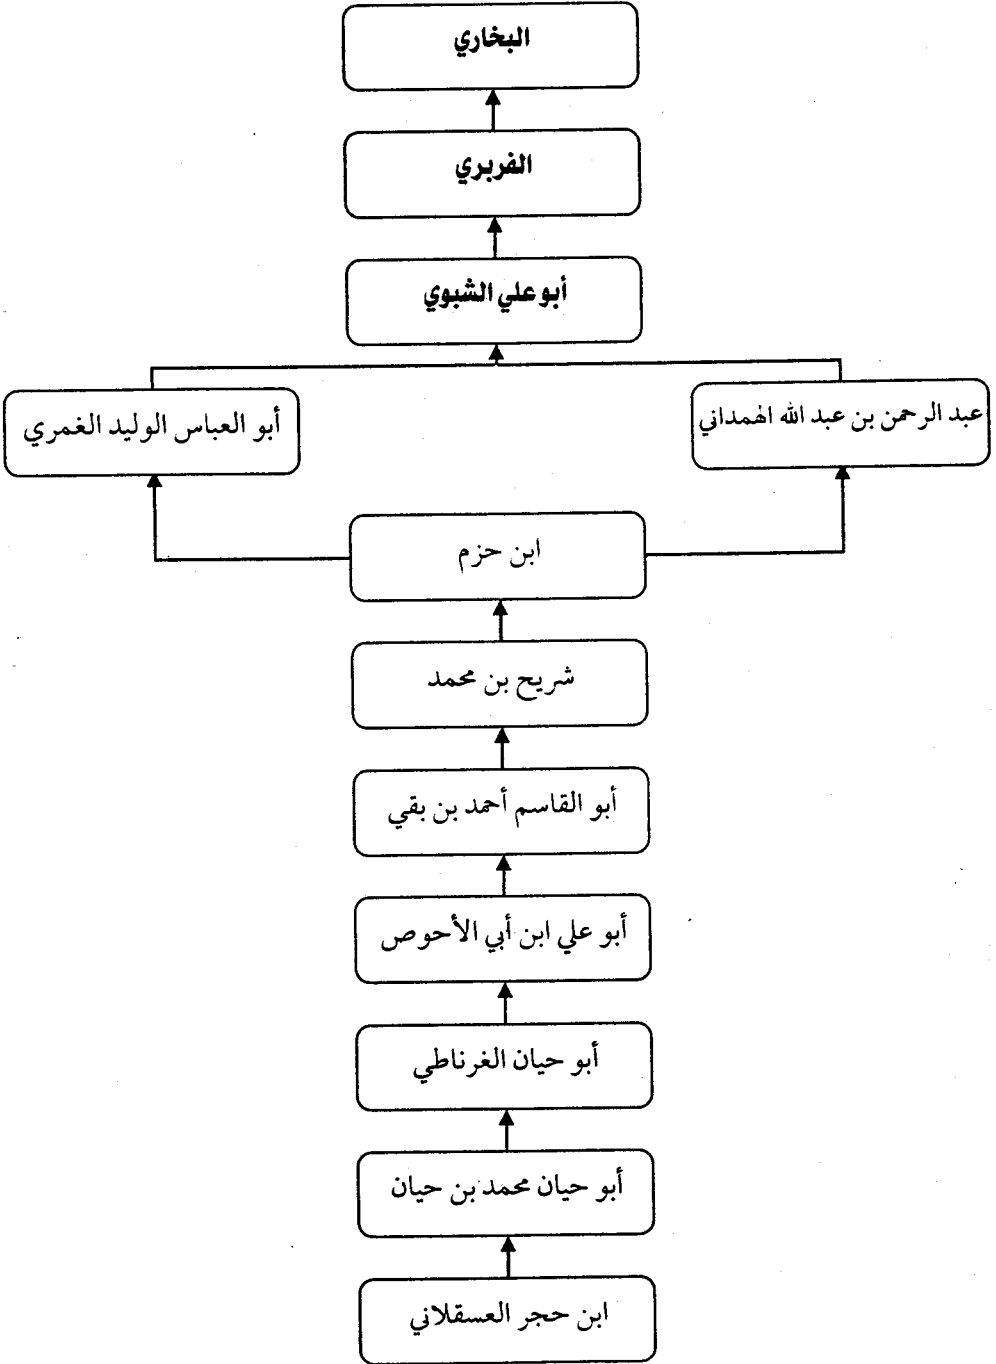 البخاري
الفربري
أبو علي الشبوي
عبد الرحمن بن عبد الله الهمداني
أبو العباس الوليد الغمري
ابن حزم
شريح بن محمد
أبو القاسم أحمد بن بقي
أبو علي ابن أبي الأحوص
أبو حيان الغرناطي
أبو حيان محمد بن حيان
ابن حجر العسقلاني